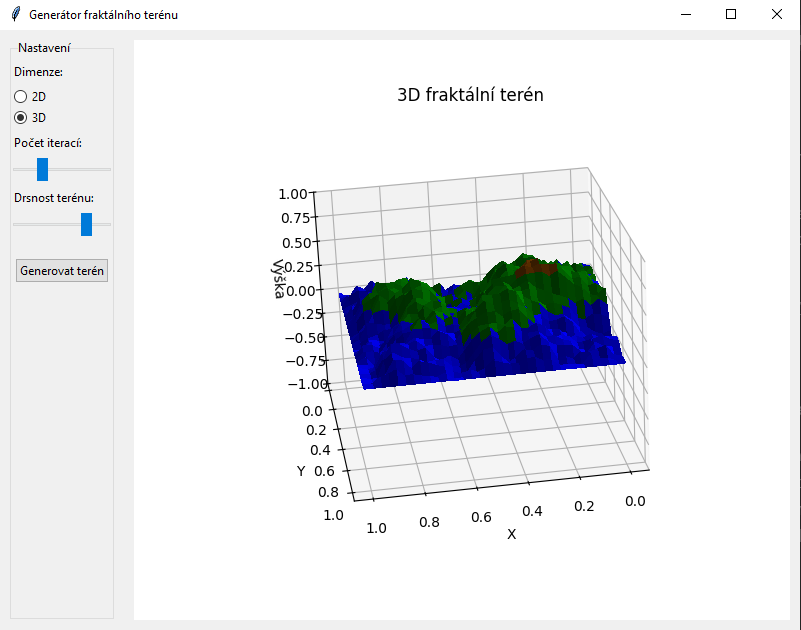 Generátor fraktálního terénu
Nastavení
Dimenze:
2D
3D
Počet iterací:
Drsnost terénu:
Generovat terén
3D fraktální terén
1.00
0.75
0.50
0.25
0.00
−0.25
−0.50
−0.75
−1.00
Výška
0.0
0.2
0.4
0.6
0.8
1.0
Y
1.0
0.8
0.6
0.4
0.2
0.0
X